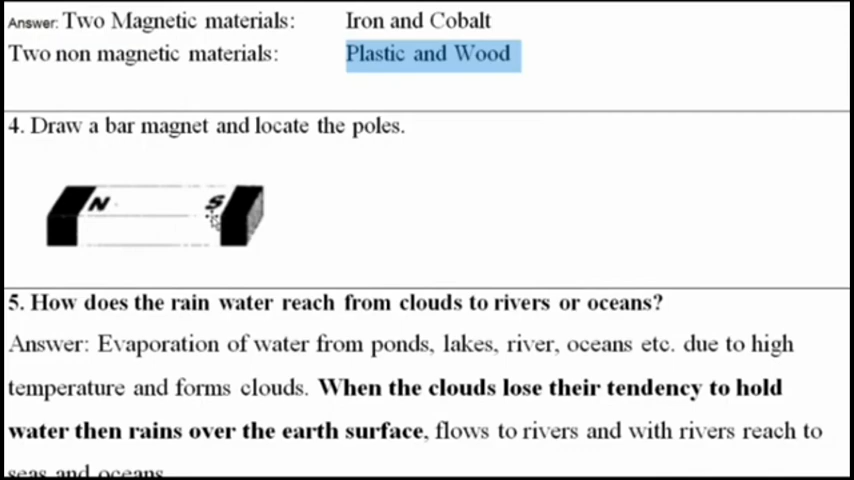 Answer: Two Magnetic materials: Iron and Cobalt
Two non magnetic materials: Plastic and Wood
4. Draw a bar magnet and locate the poles.
N S
5. How does the rain water reach from clouds to rivers or oceans?
Answer: Evaporation of water from ponds, lakes, river, oceans etc. due to high
temperature and forms clouds. When the clouds lose their tendency to hold
water then rains over the earth surface, flows to rivers and with rivers reach to
seas and oceans